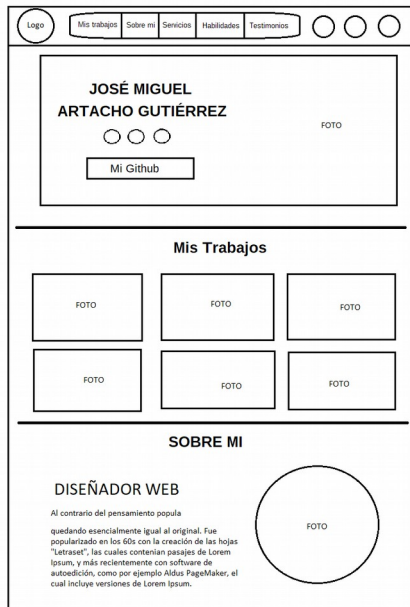 Logo
Mis trabajos
Sobre mi
Servicios
Habilidades
Testimonios
JOSÉ MIGUEL
ARTACHO GUTIÉRREZ
Mi Github
FOTO
Mis Trabajos
FOTO
FOTO
FOTO
FOTO
FOTO
FOTO
SOBRE MI
DISEÑADOR WEB
Al contrario del pensamiento popula
quedando esencialmente igual al original. Fue
popularizado en los 60s con la creación de las hojas
"Letraset", las cuales contenian pasajes de Lorem
Ipsum, y más recientemente con software de
autoedición, como por ejemplo Aldus PageMaker, el
cual incluye versiones de Lorem Ipsum.
FOTO